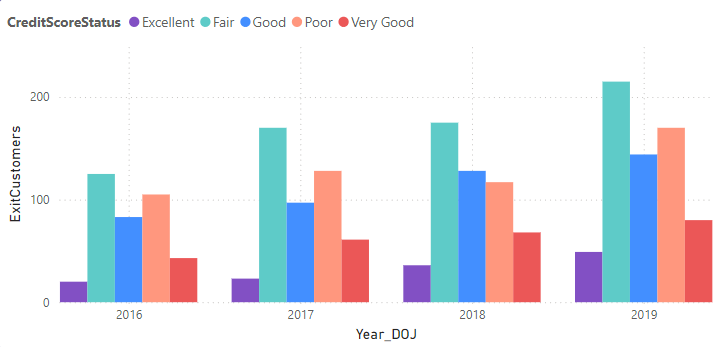 CreditScoreStatus Excellent Fair Good Poor Very Good
ExitCustomers
200
100
0
2016 2017 2018 2019
Year_DOJ